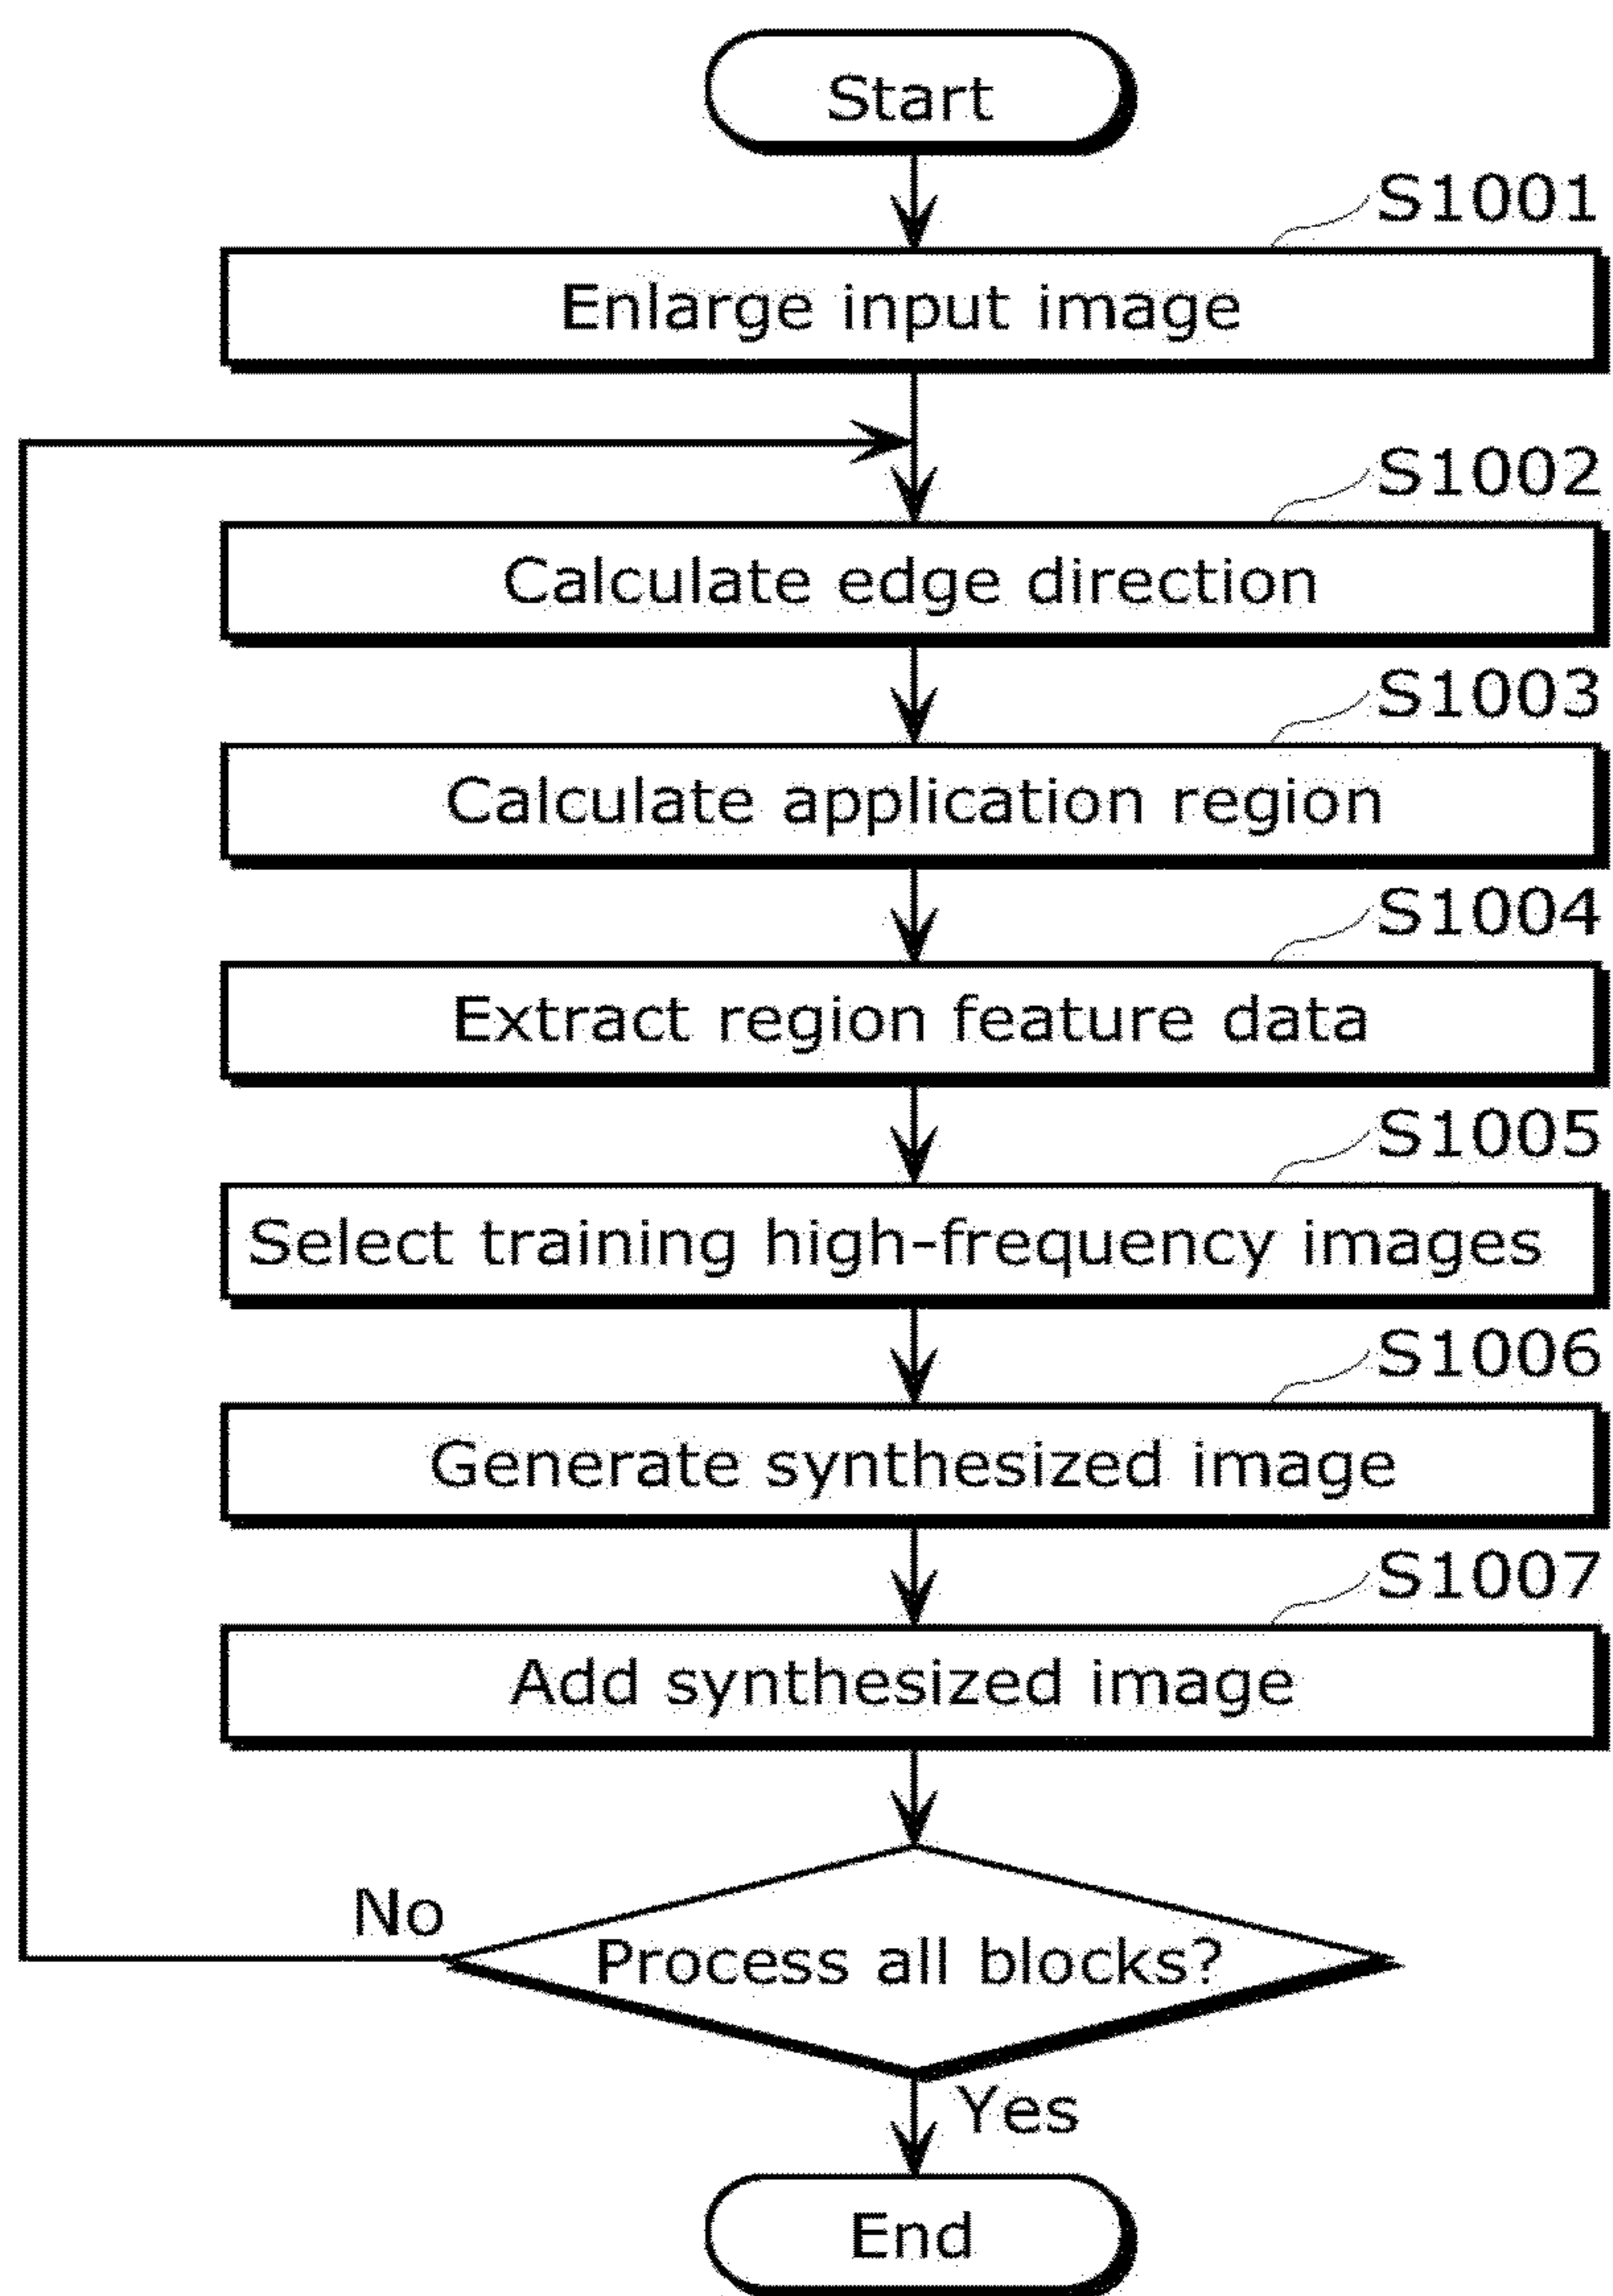 Start
S1001
Enlarge input image
S1002
Calculate edge direction
S1003
Calculate application region
S1004
Extract region feature data
S1005
Select training high-frequency images
S1006
Generate synthesized image
S1007
Add synthesized image
No
Process all blocks?
Yes
End